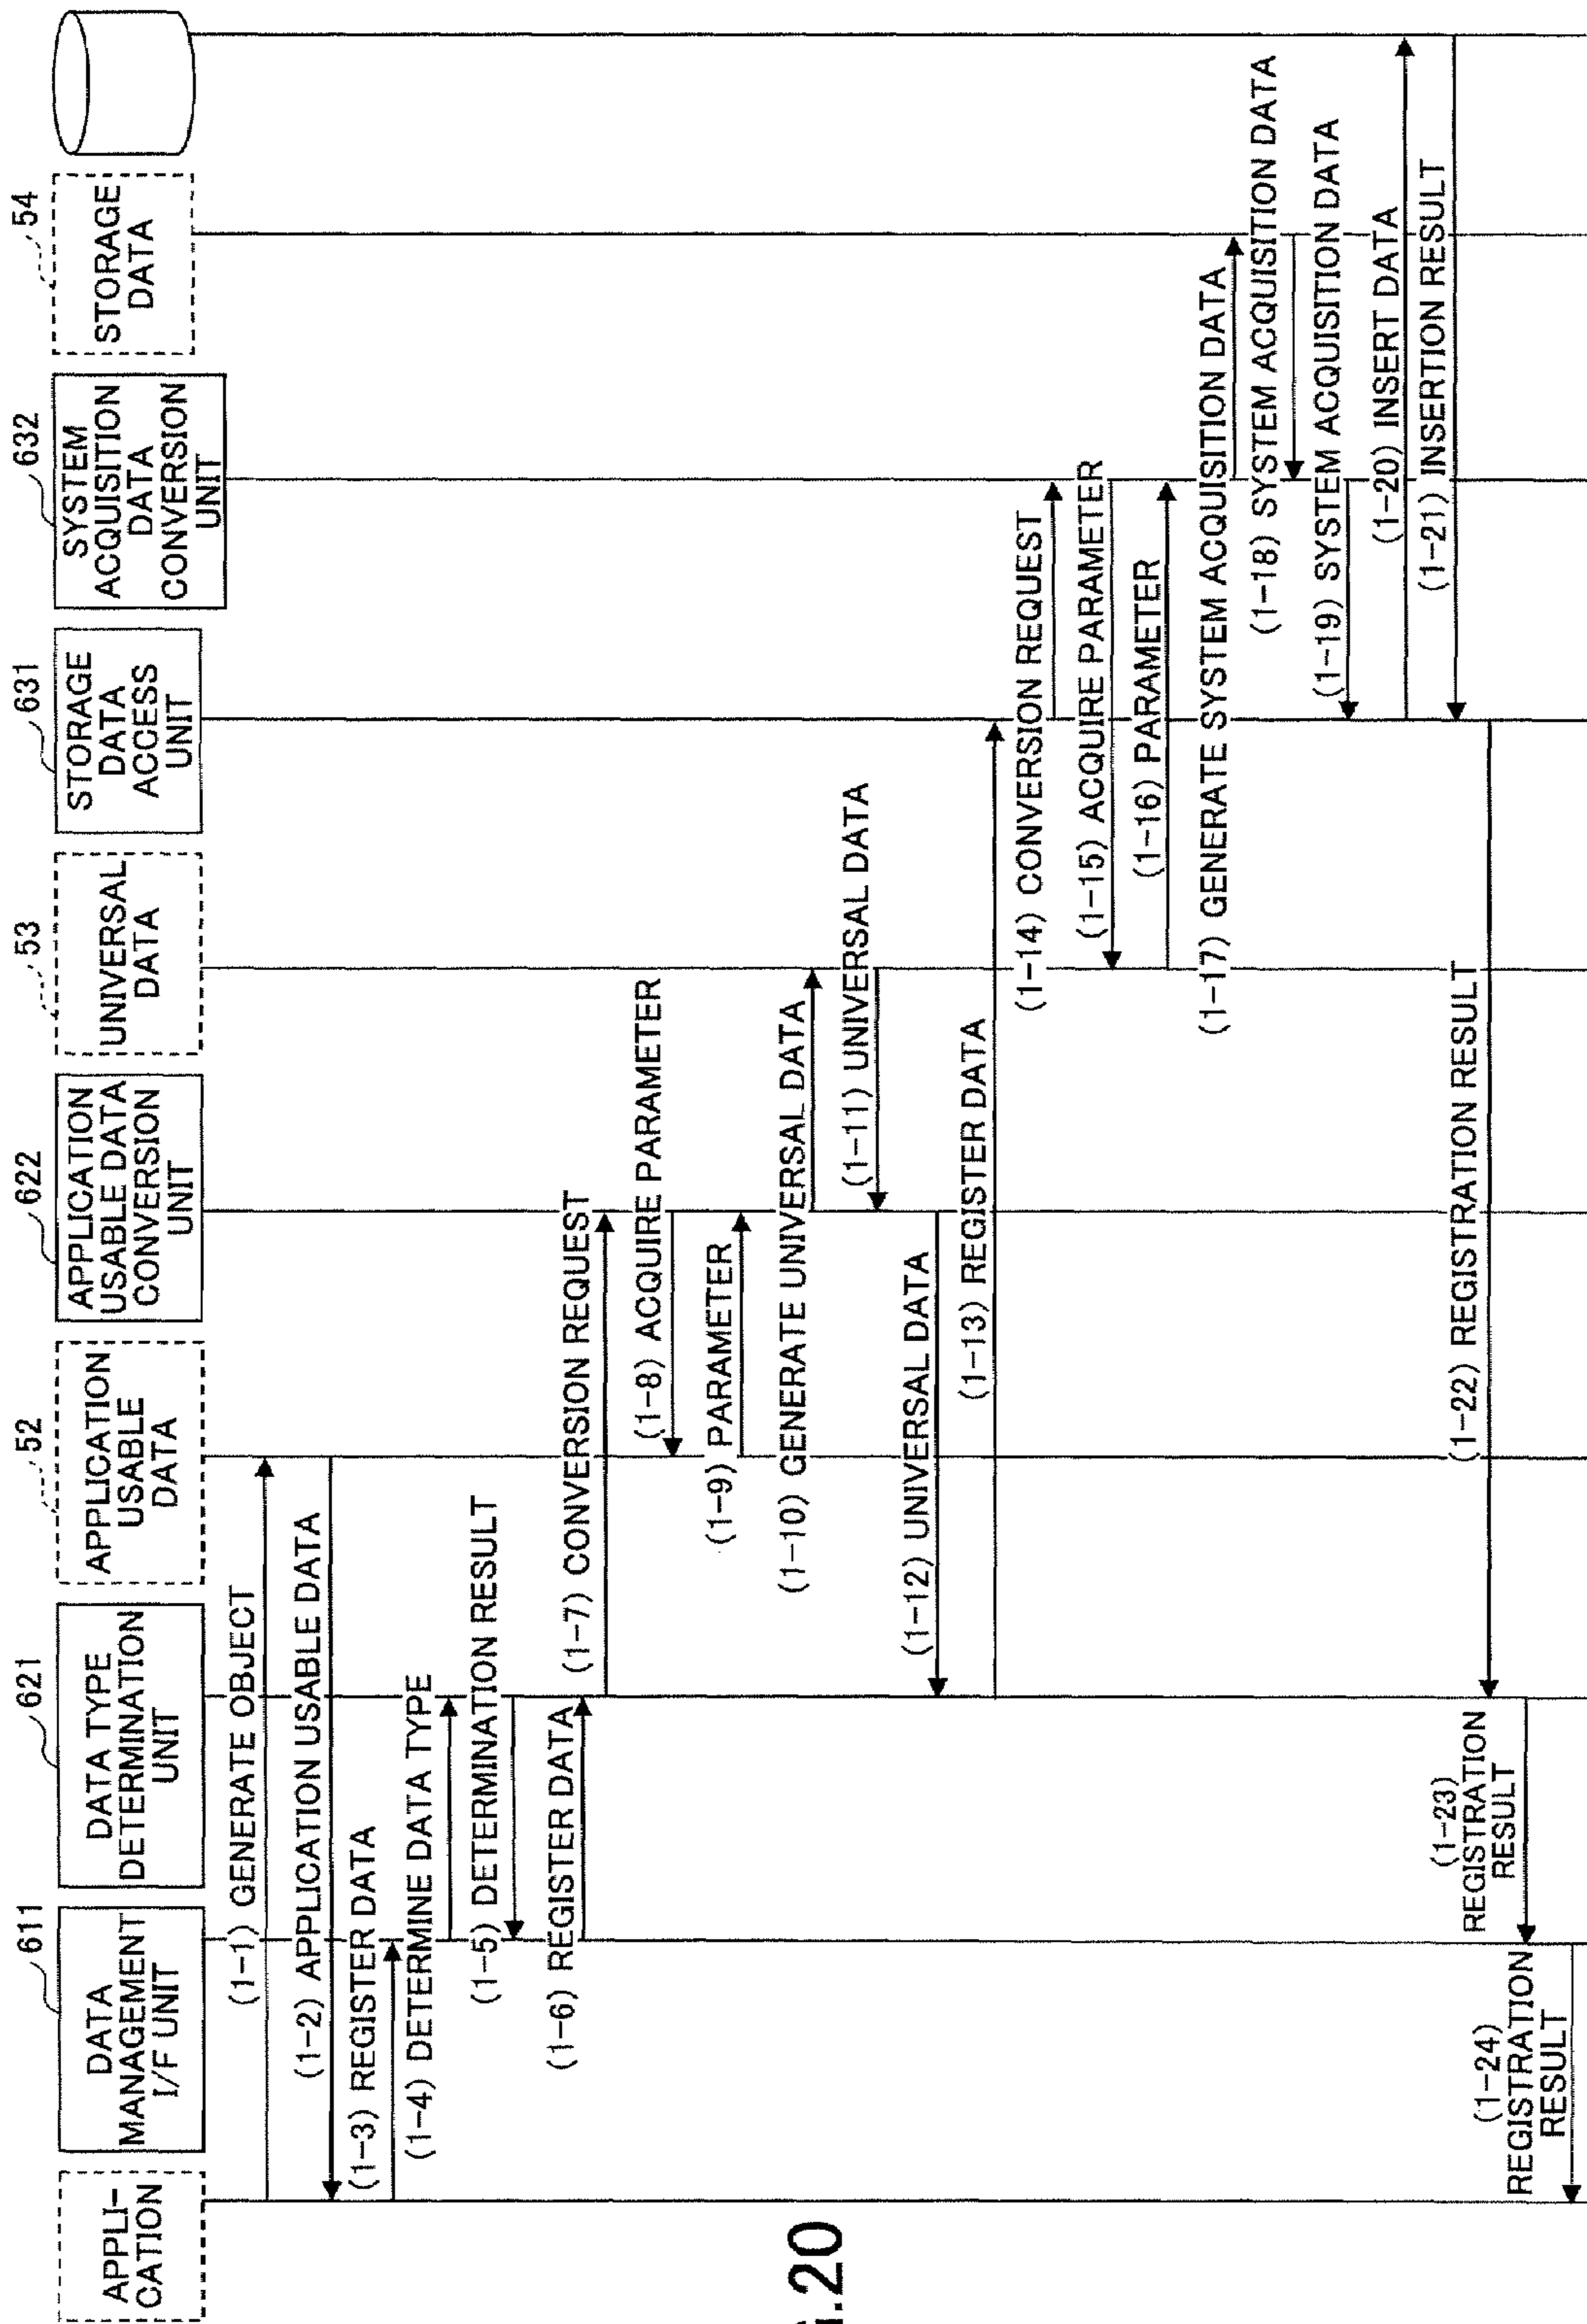 APPLI-
CATION
611
DATA
MANAGEMENT
I/F UNIT
621
DATA TYPE
DETERMINATION
UNIT
52
APPLICATION
USABLE
DATA
622
APPLICATION
USABLE DATA
CONVERSION
UNIT
53
UNIVERSAL
DATA
631
STORAGE
DATA
ACCESS
UNIT
632
SYSTEM
ACQUISITION
DATA
CONVERSION
UNIT
54
STORAGE
DATA
(1-1) GENERATE OBJECT
(1-2) APPLICATION USABLE DATA
(1-3) REGISTER DATA
(1-4) DETERMINE DATA TYPE
(1-5) DETERMINATION RESULT
(1-6) REGISTER DATA
(1-7) CONVERSION REQUEST
(1-8) ACQUIRE PARAMETER
(1-9) PARAMETER
(1-10) GENERATE UNIVERSAL DATA
(1-11) UNIVERSAL DATA
(1-12) UNIVERSAL DATA
(1-13) REGISTER DATA
(1-14) CONVERSION REQUEST
(1-15) ACQUIRE PARAMETER
(1-16) PARAMETER
(1-17) GENERATE SYSTEM ACQUISITION DATA
(1-18) SYSTEM ACQUISITION DATA
(1-19) SYSTEM ACQUISITION DATA
(1-20) INSERT DATA
(1-21) INSERTION RESULT
(1-22) REGISTRATION RESULT
(1-23)
REGISTRATION
RESULT
(1-24)
REGISTRATION
RESULT
G.20